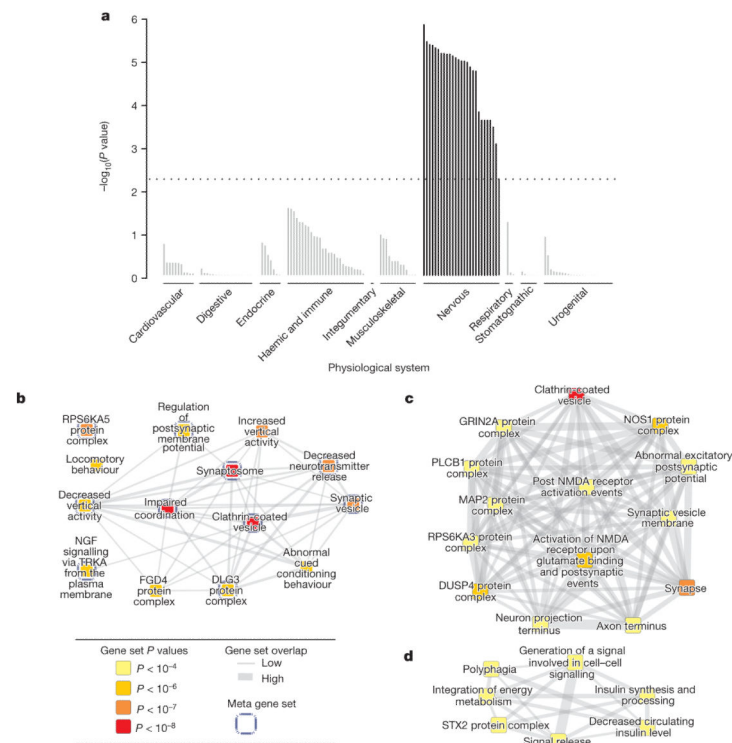 a
6
5
4
3
2
1
0
−log10(P value)
Cardiovascular
Digestive
Endocrine
Haemic and immune
Integumentary
Musculoskeletal
Nervous
Respiratory
Stomatognathic
Urogenital
Physiological system
b
RPS6KA5
protein
complex
Regulation
of
postsynaptic
membrane
potential
Increased
vertical
activity
Locomotory
behaviour
Synaptosome
Decreased
neurotransmitter
release
Decreased
vertical
activity
Impaired
coordination
Clathrin-coated
vesicle
Synaptic
vesicle
NGF
signalling
via TRKA
from the
plasma
membrane
FGD4
protein
complex
DLG3
protein
complex
Abnormal
cued
conditioning
behaviour
Gene set P values
P < 10−4
P < 10−6
P < 10−7
P < 10−8
Gene set overlap
Low
High
Meta gene set
c
Clathrin-coated
vesicle
GRIN2A protein
complex
NOS1 protein
complex
PLCB1 protein
complex
Abnormal excitatory
postsynaptic
potential
Post NMDA receptor
activation events
MAP2 protein
complex
Synaptic vesicle
membrane
RPS6KA3 protein
complex
Activation of NMDA
receptor upon
glutamate binding
and postsynaptic
events
DUSP4 protein
complex
Synapse
Neuron projection
terminus
Axon terminus
d
Generation of a signal
involved in cell–cell
signalling
Polyphagia
Integration of energy
metabolism
Insulin synthesis and
processing
STX2 protein complex
Decreased circulating
insulin level
Signal release